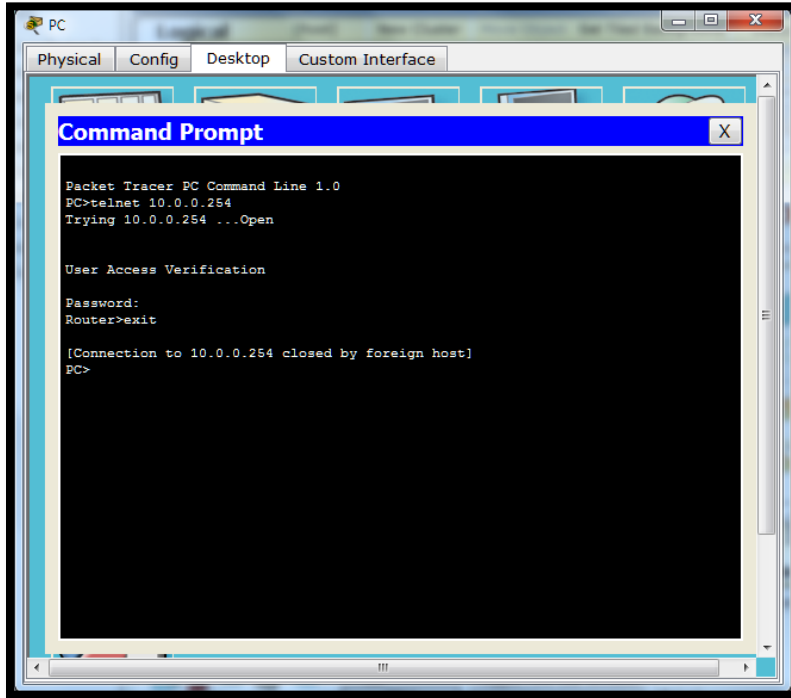 PC
Physical Config Desktop Custom Interface
Command Prompt
X
Packet Tracer PC Command Line 1.0
PC>telnet 10.0.0.254
Trying 10.0.0.254 ...Open
User Access Verification
Password:
Router>exit
[Connection to 10.0.0.254 closed by foreign host]
PC>